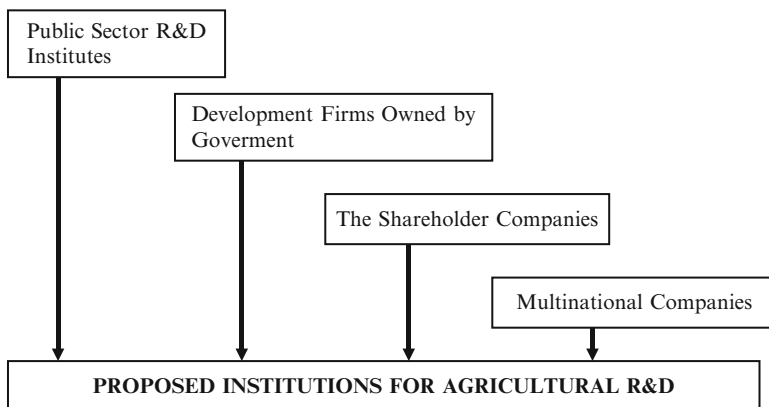 Public Sector R&D
Institutes
Development Firms Owned by
Goverment
The Shareholder Companies
Multinational Companies
PROPOSED INSTITUTIONS FOR AGRICULTURAL R&D